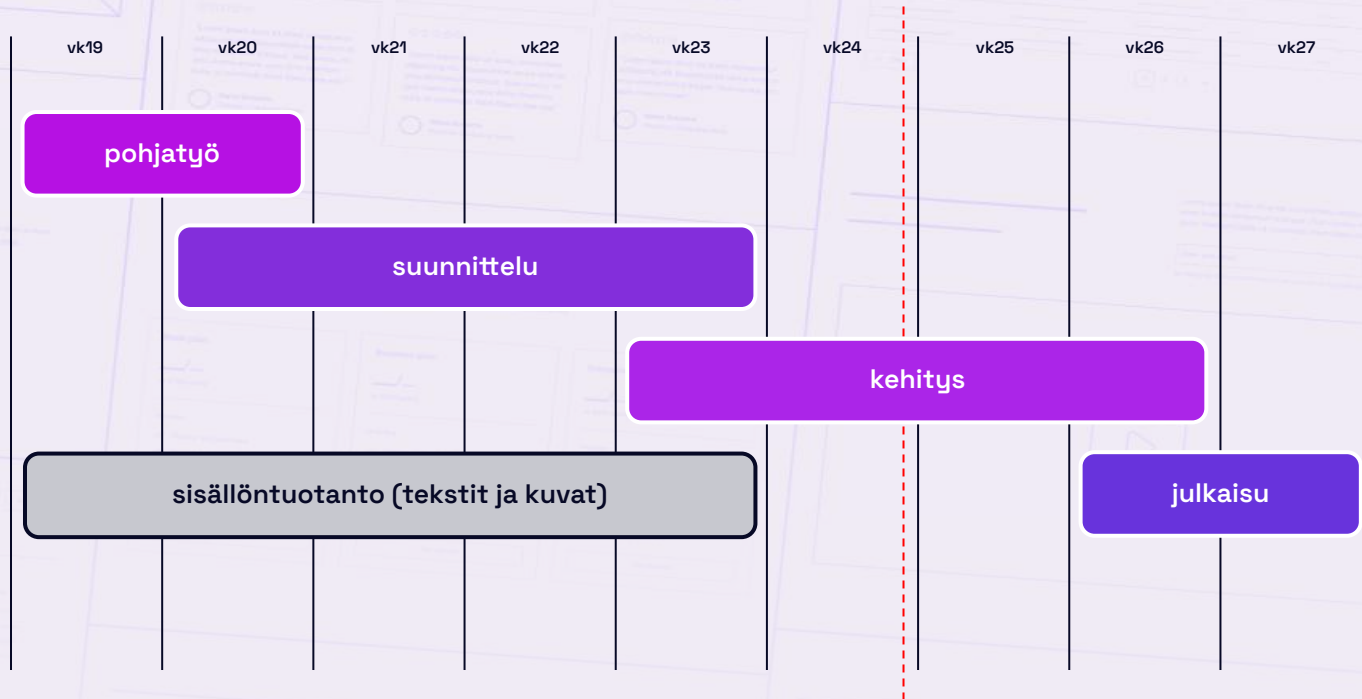 vk19 vk20 vk21 vk22 vk23 vk24 vk25 vk26 vk27
pohjatyö
suunnittelu
kehitys
sisällöntuotanto (tekstit ja kuvat)
julkaisu